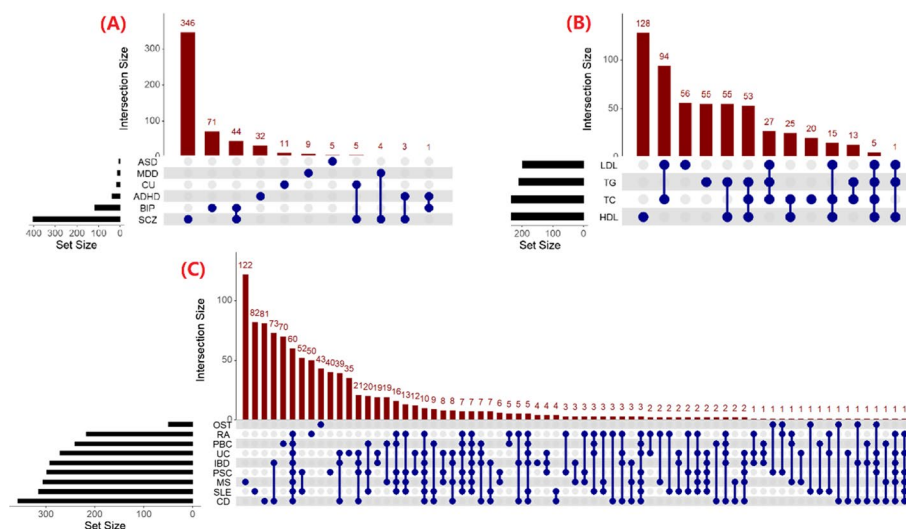 (A)
346
300
200
100
0
Intersection Size
71 44 32 11 9 5 5 4 3 1
ASD
MDD
CU
ADHD
BIP
SCZ
400 300 200 100 0
Set Size
(B)
128
94
56 55 55 53
27 25 20 15 13 5 1
100
50
0
Intersection Size
LDL
TG
TC
HDL
200 100 0
Set Size
(C)
122
82 81 73 70 60 52 50 43 40 39 35
21 20 19 19 16 13 12 10 9 8 8 7 7 7 6 5 5 5 4 4 4 3 3 3 3 3 3 3 3 3
2 2 2 2 2 2 2 2 1 1 1 1 1 1 1 1 1 1 1 1 1 1 1 1
100
50
0
Intersection Size
OST
RA
PBC
UC
IBD
PSC
MS
SLE
CD
300 200 100 0
Set Size